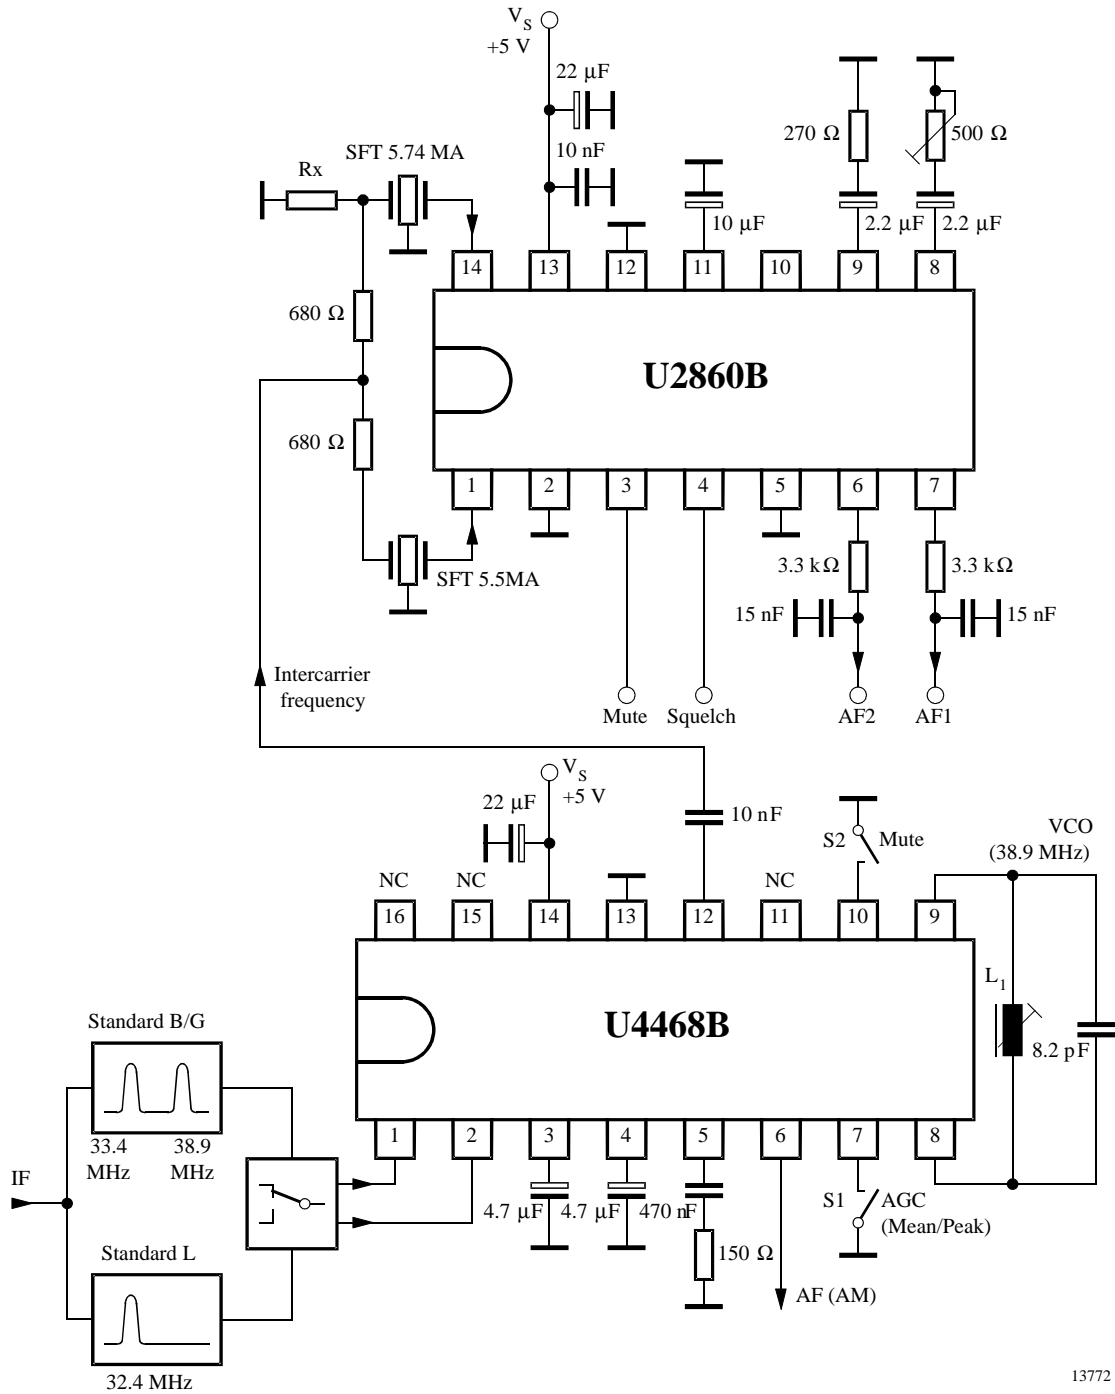 V_S
+5 V
22 µF
10 nF
SFT 5.74 MA
Rx
270 Ω
500 Ω
10 µF
2.2 µF
2.2 µF
14
13
12
11
10
9
8
680 Ω
U2860B
680 Ω
1
2
3
4
5
6
7
SFT 5.5MA
3.3 kΩ
3.3 kΩ
15 nF
15 nF
Intercarrier
frequency
Mute
Squelch
AF2
AF1
V_S
+5 V
22 µF
10 nF
S2
Mute
VCO
(38.9 MHz)
NC
NC
NC
16
15
14
13
12
11
10
9
L_1
8.2 pF
U4468B
Standard B/G
33.4
MHz
38.9
MHz
1
2
3
4
5
6
7
8
IF
4.7 µF
4.7 µF
470 nF
S1
AGC
(Mean/Peak)
150 Ω
Standard L
AF (AM)
32.4 MHz
13772